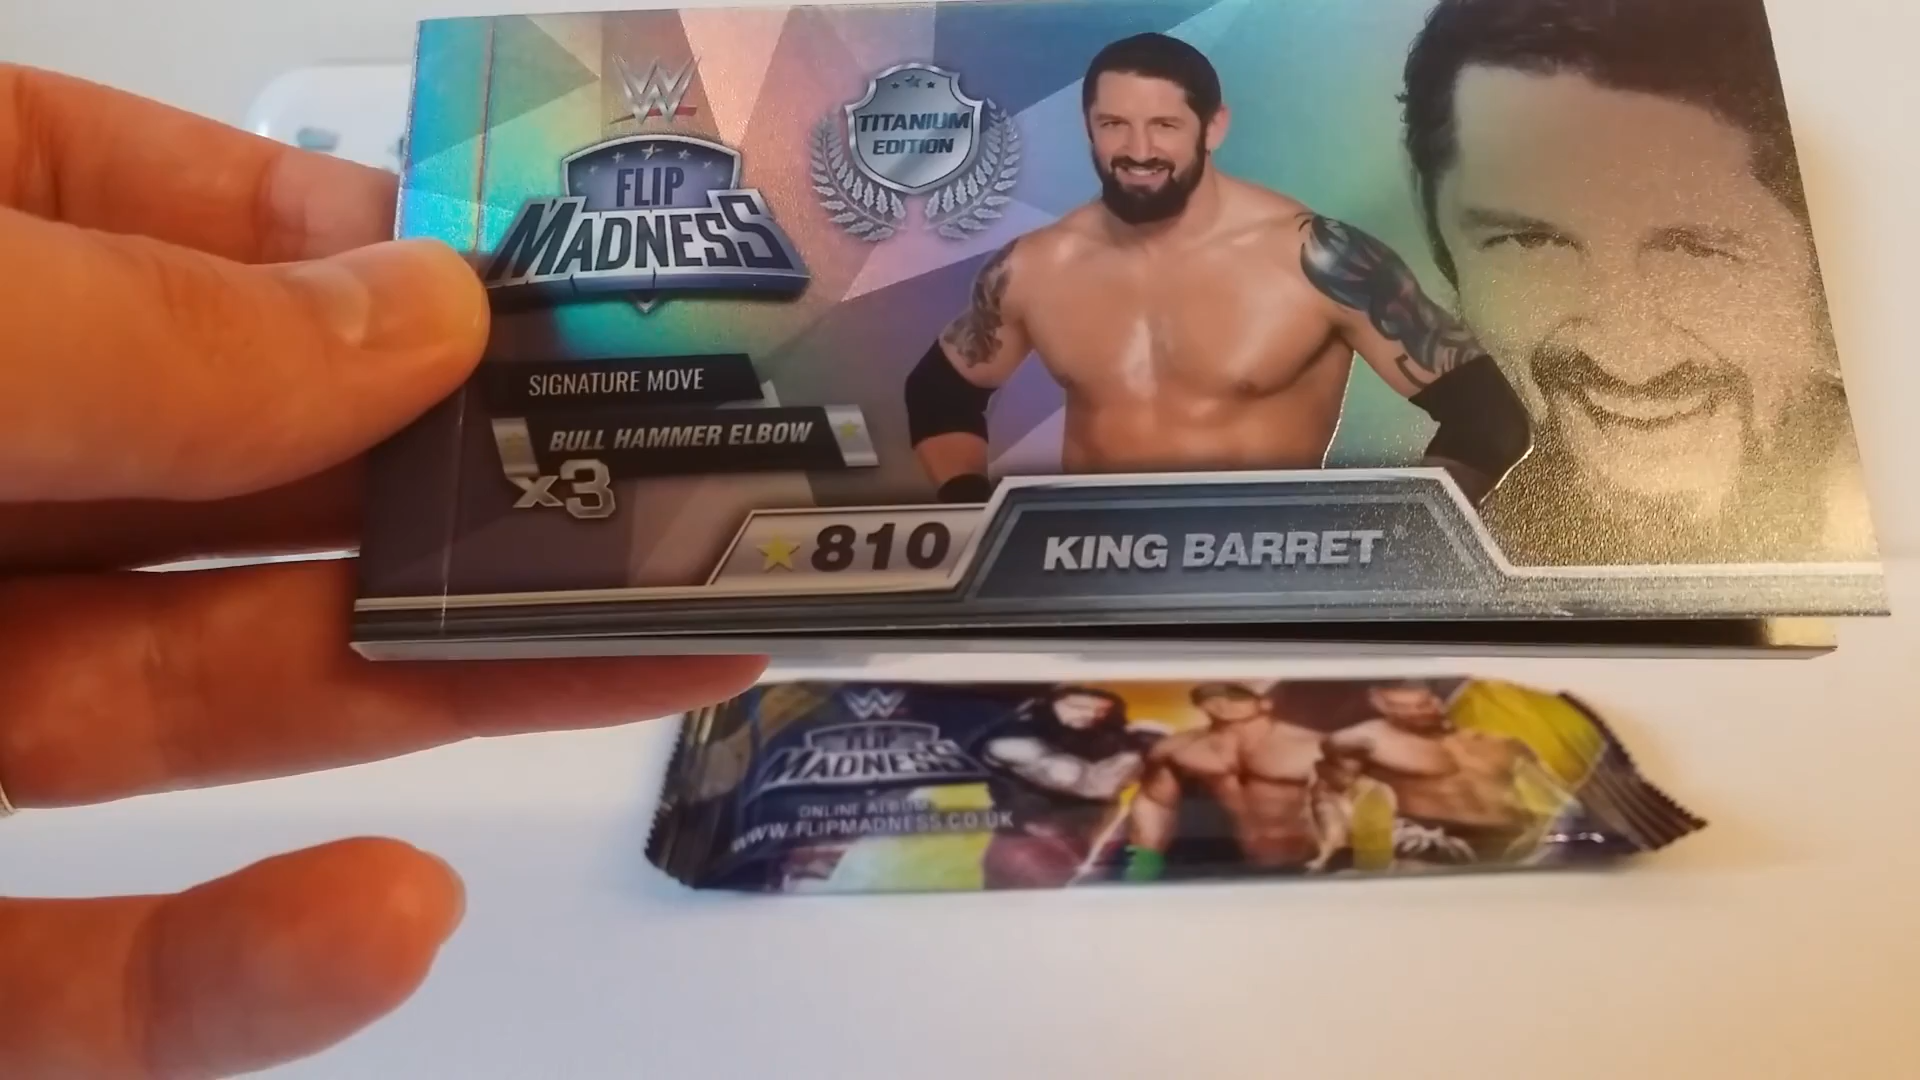 W
FLIP
MADNESS
TITANIUM
EDITION
SIGNATURE MOVE
BULL HAMMER ELBOW
x3
810
KING BARRET
W
FLIP
MADNESS
ONLINE ALBUM:
WWW.FLIPMADNESS.CO.UK